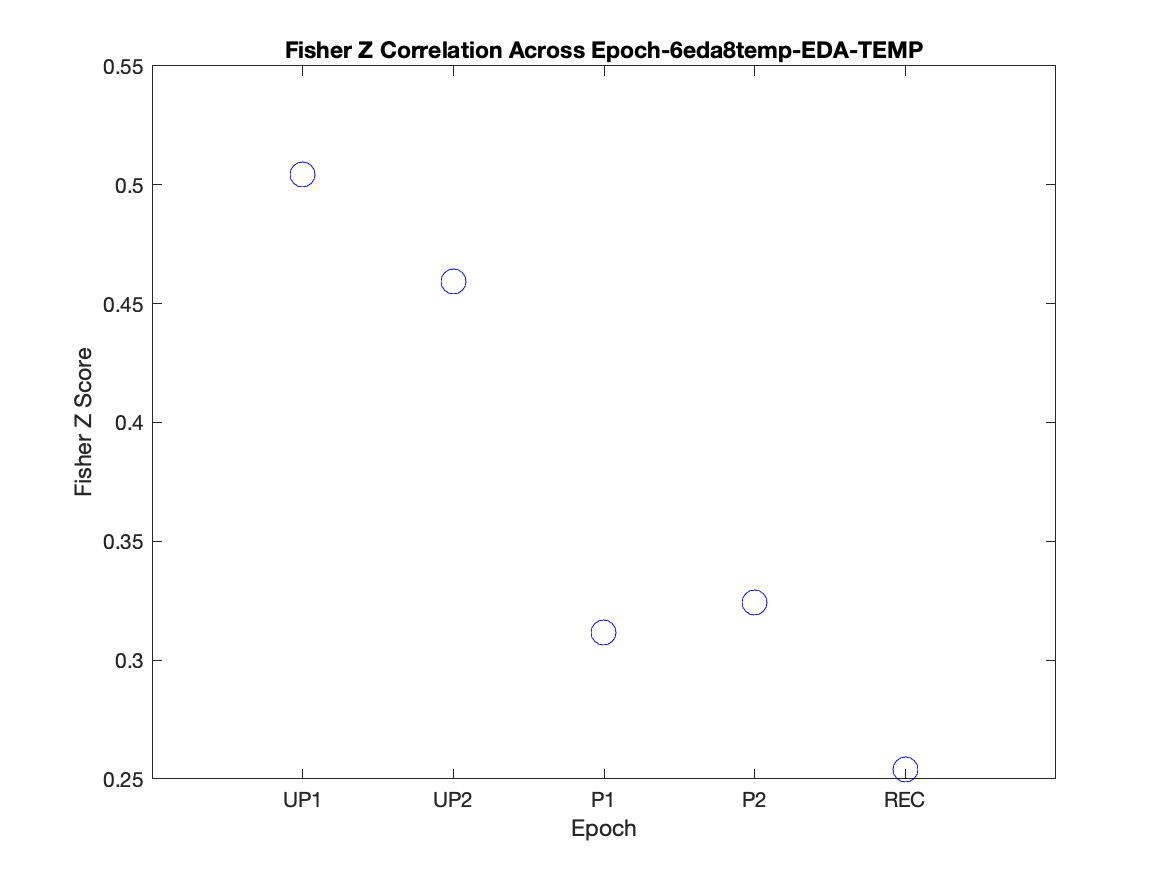 Fisher Z Correlation Across Epoch-6eda8temp-EDA-TEMP
0.55
0.5
0.45
0.4
0.35
0.3
0.25
Fisher Z Score
UP1 UP2 P1 P2 REC
Epoch